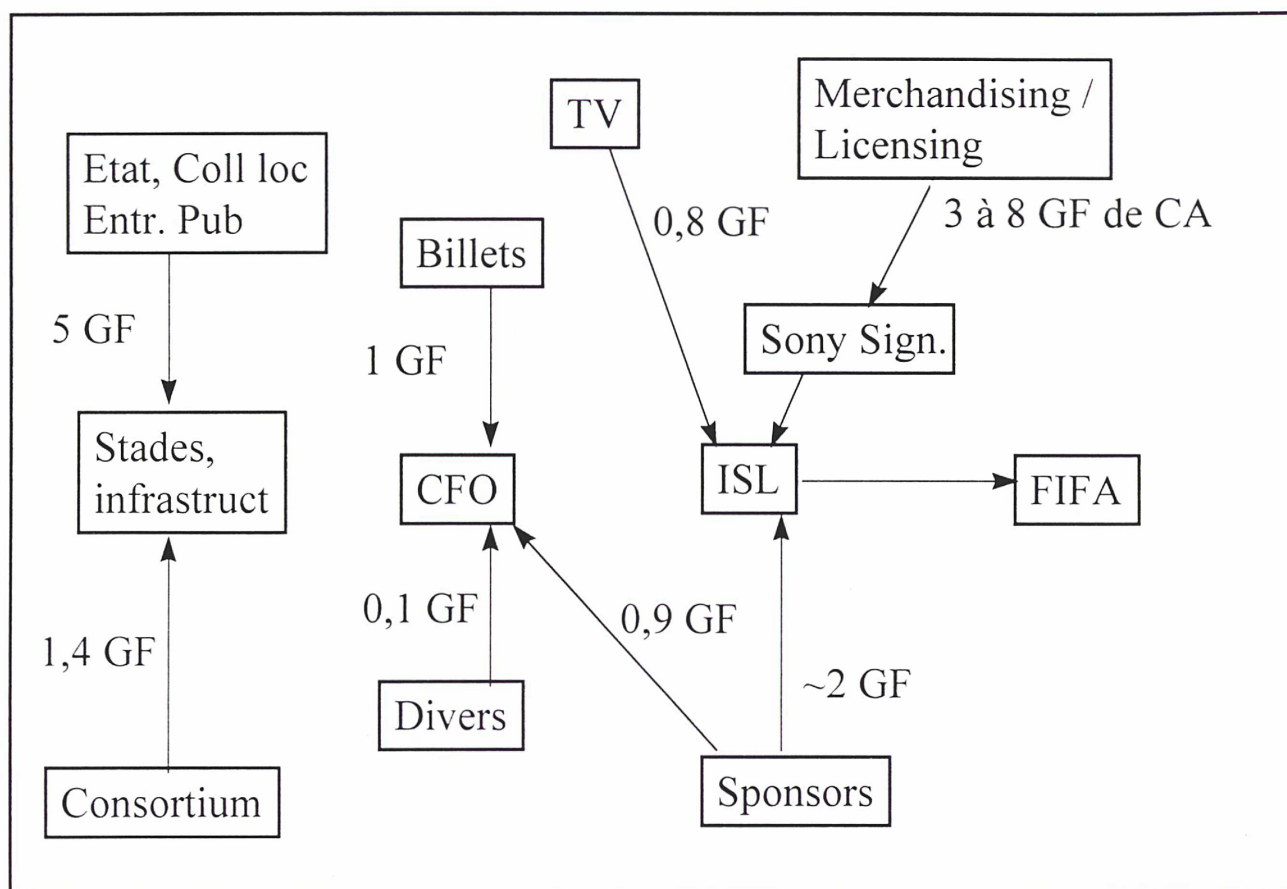 TV
Merchandising /
Licensing
Etat, Coll loc
Entr. Pub
0,8 GF
3 à 8 GF de CA
Billets
5 GF
1 GF
Sony Sign.
Stades,
infrastruct
CFO
ISL
FIFA
1,4 GF
0,1 GF
0,9 GF
~2 GF
Divers
Consortium
Sponsors